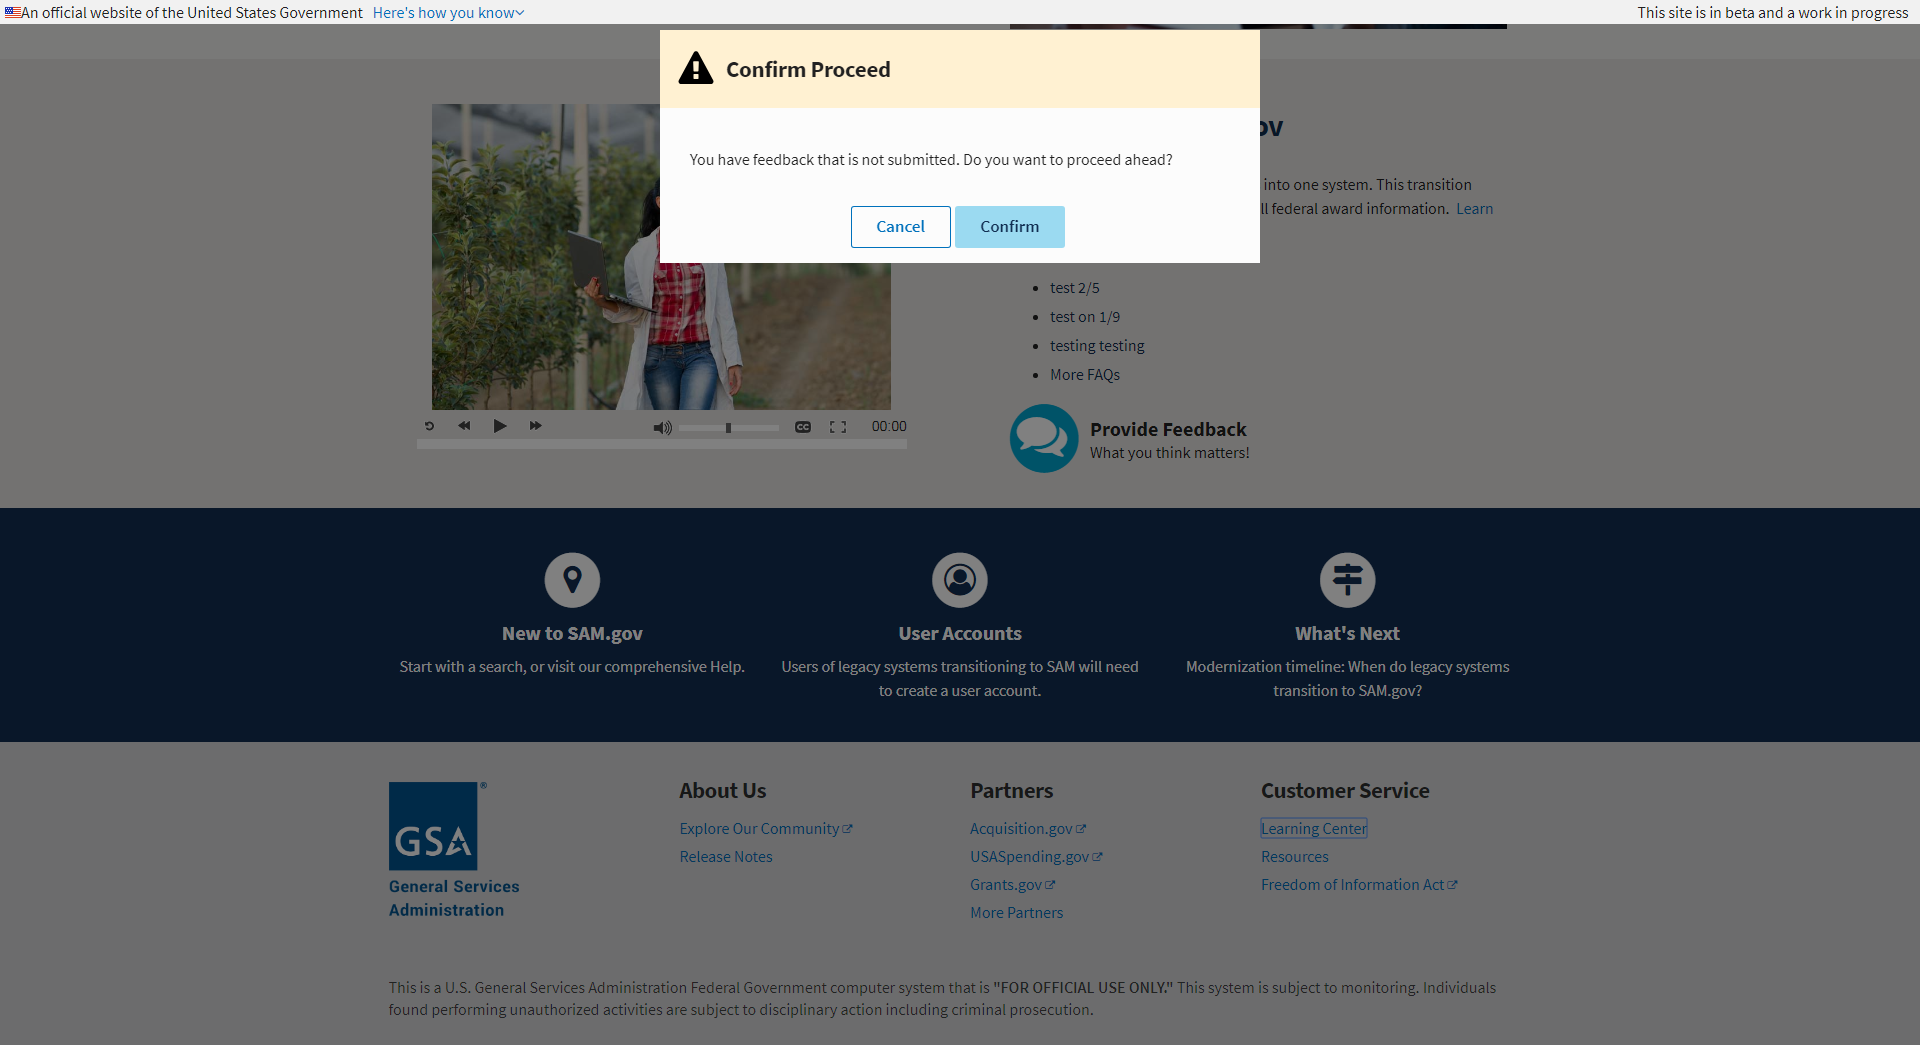 An official website of the United States Government Here's how you know
This site is in beta and a work in progress
Confirm Proceed
You have feedback that is not submitted. Do you want to proceed ahead?
Cancel Confirm
into one system. This transition
federal award information. Learn
test 2/5
test on 1/9
testing testing
More FAQs
CC
00:00
Provide Feedback
What you think matters!
New to SAM.gov
Start with a search, or visit our comprehensive Help.
User Accounts
Users of legacy systems transitioning to SAM will need
to create a user account.
What's Next
Modernization timeline: When do legacy systems
transition to SAM.gov?
GSA®
General Services
Administration
About Us
Explore Our Community
Release Notes
Partners
Acquisition.gov
USASpending.gov
Grants.gov
More Partners
Customer Service
Learning Center
Resources
Freedom of Information Act
This is a U.S. General Services Administration Federal Government computer system that is "FOR OFFICIAL USE ONLY." This system is subject to monitoring. Individuals
found performing unauthorized activities are subject to disciplinary action including criminal prosecution.